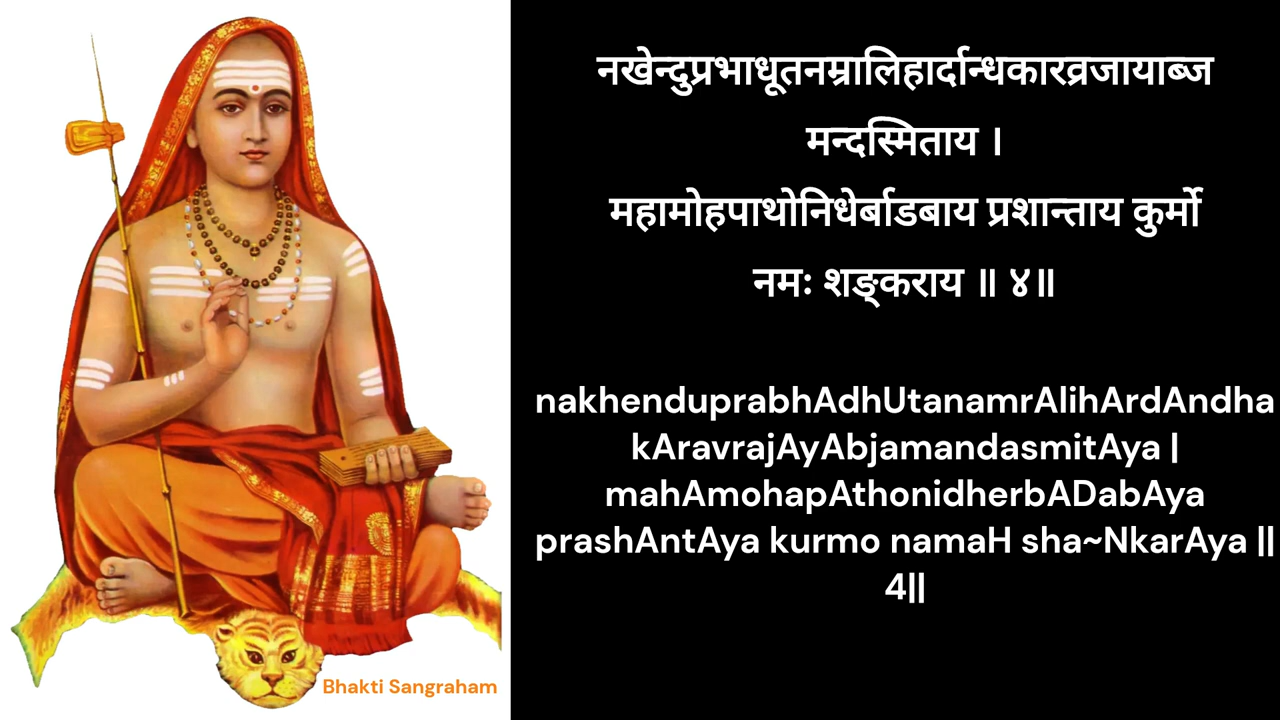 नखेन्दुप्रभाधूतनम्रालिहार्दान्धकारव्रजायाब्ज
मन्दस्मिताय ।
महामोहपाथोनिधेर्बाडबाय प्रशान्ताय कुर्मो
नमः शङ्कराय ॥ ४॥
nakhenduprabhAdhUtanamrAlihArdAndha
kAravrajAyAbjamandasmitAya |
mahAmohapAthonidherbADabAya
prashAntAya kurmo namaH sha~NkarAya ||
4||
Bhakti Sangraham